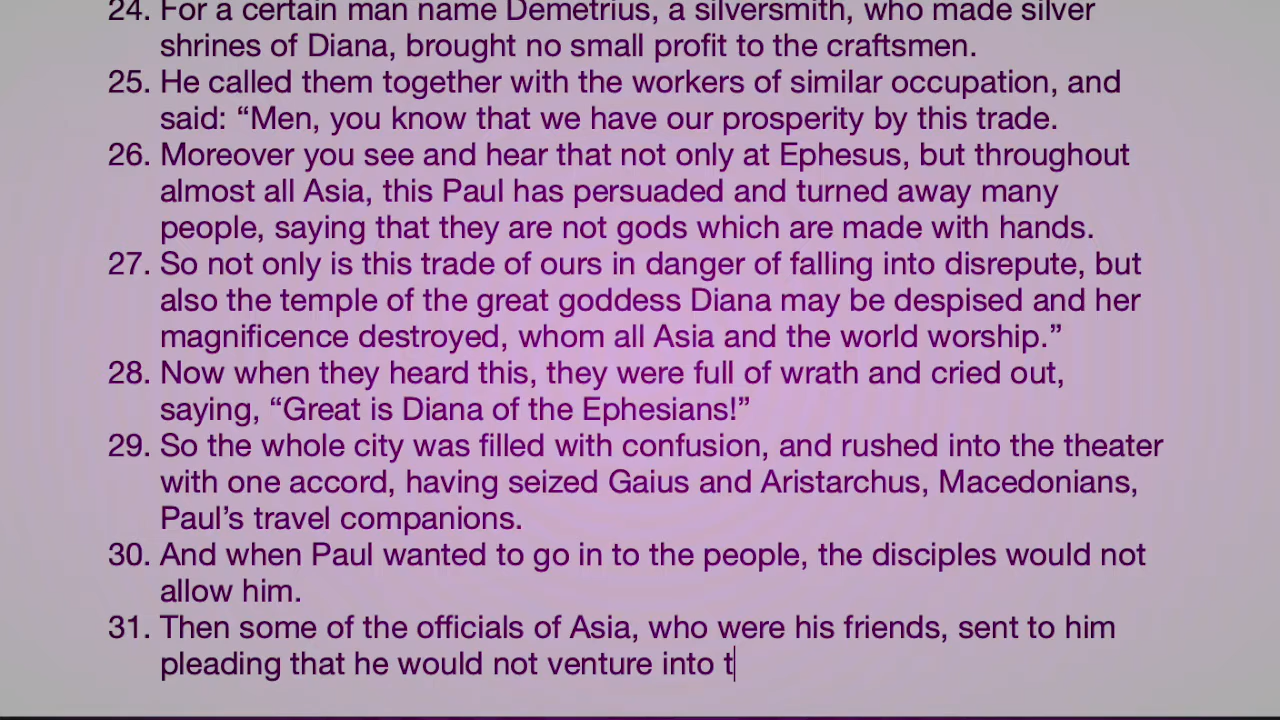 24. For a certain man name Demetrius, a silversmith, who made silver
shrines of Diana, brought no small profit to the craftsmen.
25. He called them together with the workers of similar occupation, and
said: “Men, you know that we have our prosperity by this trade.
26. Moreover you see and hear that not only at Ephesus, but throughout
almost all Asia, this Paul has persuaded and turned away many
people, saying that they are not gods which are made with hands.
27. So not only is this trade of ours in danger of falling into disrepute, but
also the temple of the great goddess Diana may be despised and her
magnificence destroyed, whom all Asia and the world worship.”
28. Now when they heard this, they were full of wrath and cried out,
saying, “Great is Diana of the Ephesians!”
29. So the whole city was filled with confusion, and rushed into the theater
with one accord, having seized Gaius and Aristarchus, Macedonians,
Paul’s travel companions.
30. And when Paul wanted to go in to the people, the disciples would not
allow him.
31. Then some of the officials of Asia, who were his friends, sent to him
pleading that he would not venture into t